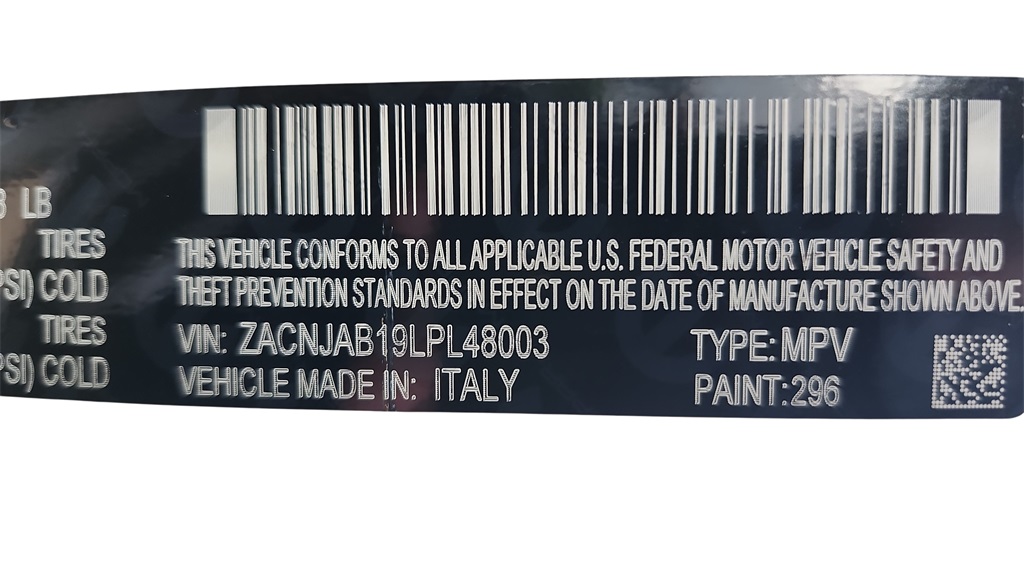 B LB
TIRES
PSI) COLD
TIRES
PSI) COLD
THIS VEHICLE CONFORMS TO ALL APPLICABLE U.S. FEDERAL MOTOR VEHICLE SAFETY AND
THEFT PREVENTION STANDARDS IN EFFECT ON THE DATE OF MANUFACTURE SHOWN ABOVE.
VIN: ZACNJAB19LPL48003 TYPE: MPV
VEHICLE MADE IN: ITALY PAINT: 296